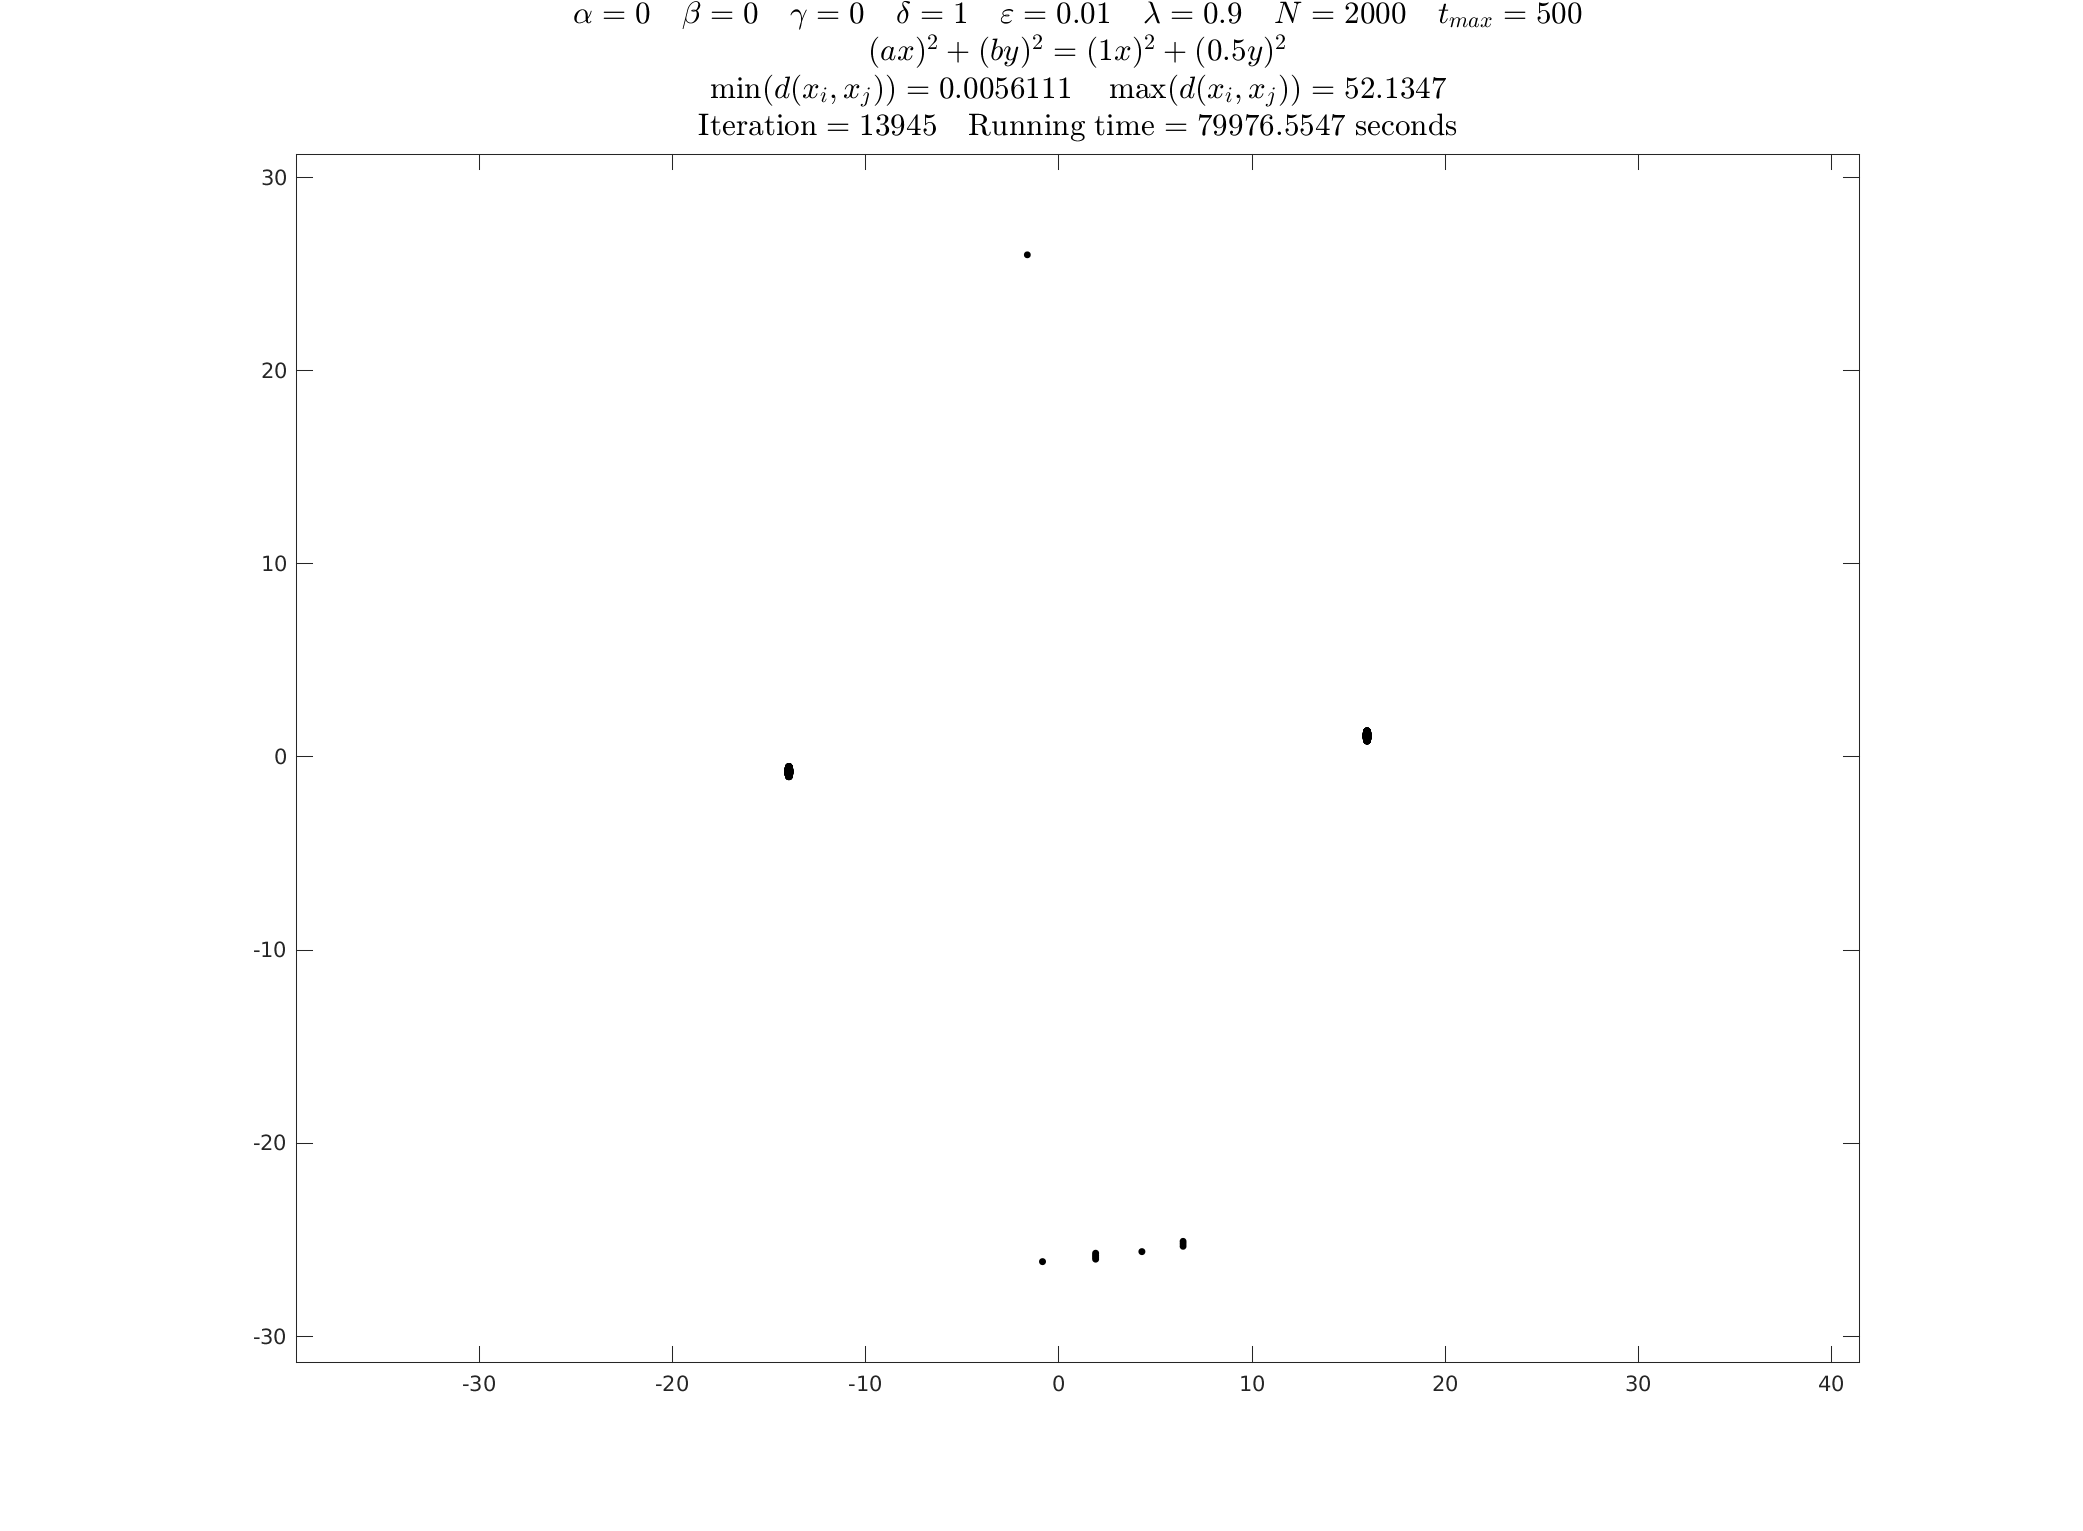 α = 0 β = 0 γ = 0 δ = 1 ε = 0.01 λ = 0.9 N = 2000 t_{max} = 500
(ax)² + (by)² = (1x)² + (0.5y)²
min(d(x_i, x_j)) = 0.0056111 max(d(x_i, x_j)) = 52.1347
Iteration = 13945 Running time = 79976.5547 seconds
30
20
10
0
-10
-20
-30
-30 -20 -10 0 10 20 30 40